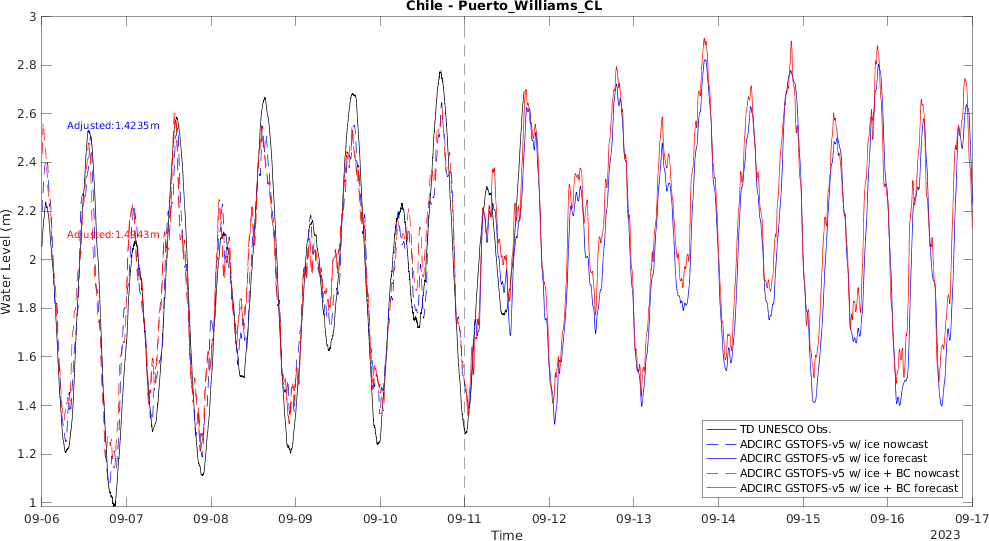 Chile - Puerto_Williams_CL
3
2.8
2.6
2.4
2.2
2
1.8
1.6
1.4
1.2
1
Water Level (m)
Adjusted:1.4235m
Adjusted:1.4943m
TD UNESCO Obs.
ADCIRC GSTOFS-v5 w/ ice nowcast
ADCIRC GSTOFS-v5 w/ ice forecast
ADCIRC GSTOFS-v5 w/ ice + BC nowcast
ADCIRC GSTOFS-v5 w/ ice + BC forecast
09-06 09-07 09-08 09-09 09-10 09-11 09-12 09-13 09-14 09-15 09-16 09-17
Time
2023